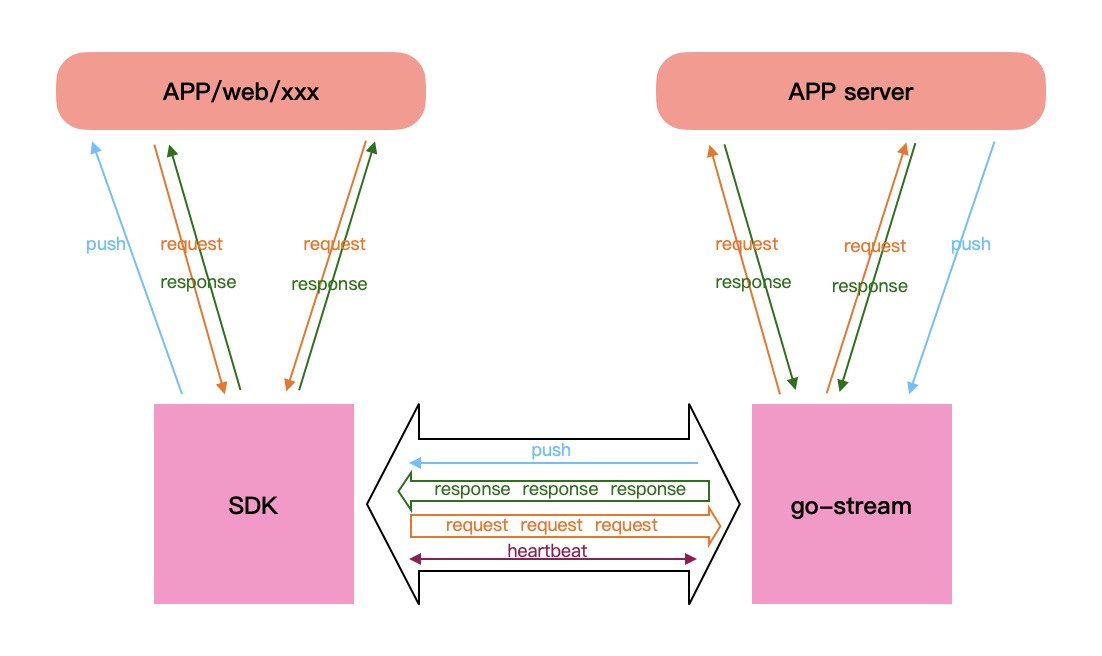 APP/web/xxx
APP server
push
request
request
request
request
push
response
response
response
response
push
response response response
SDK
go-stream
request request request
heartbeat